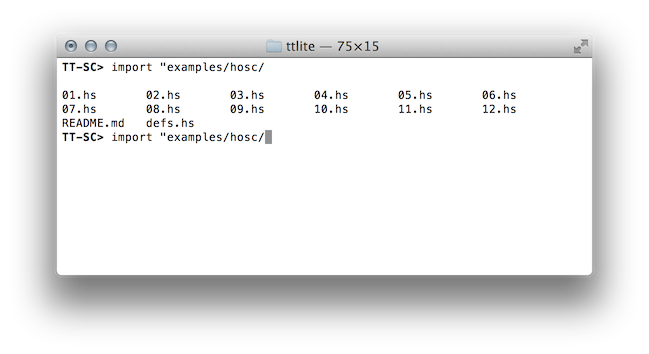 ttlite — 75×15
TT-SC> import "examples/hosc/
01.hs 02.hs 03.hs 04.hs 05.hs 06.hs
07.hs 08.hs 09.hs 10.hs 11.hs 12.hs
README.md defs.hs
TT-SC> import "examples/hosc/